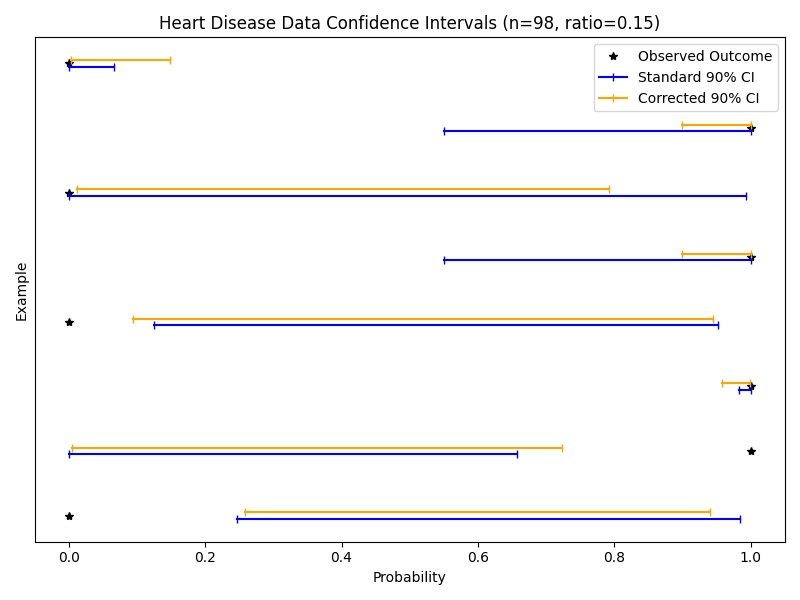 Heart Disease Data Confidence Intervals (n=98, ratio=0.15)
Observed Outcome
Standard 90% CI
Corrected 90% CI
Example
0.0 0.2 0.4 0.6 0.8 1.0
Probability